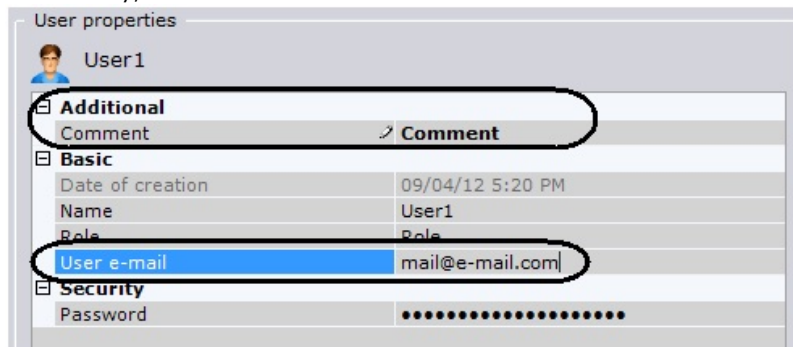 User properties
User1
Additional
Comment Comment
Basic
Date of creation 09/04/12 5:20 PM
Name User1
Role Role
User e-mail mail@e-mail.com
Security
Password ••••••••••••••••••••